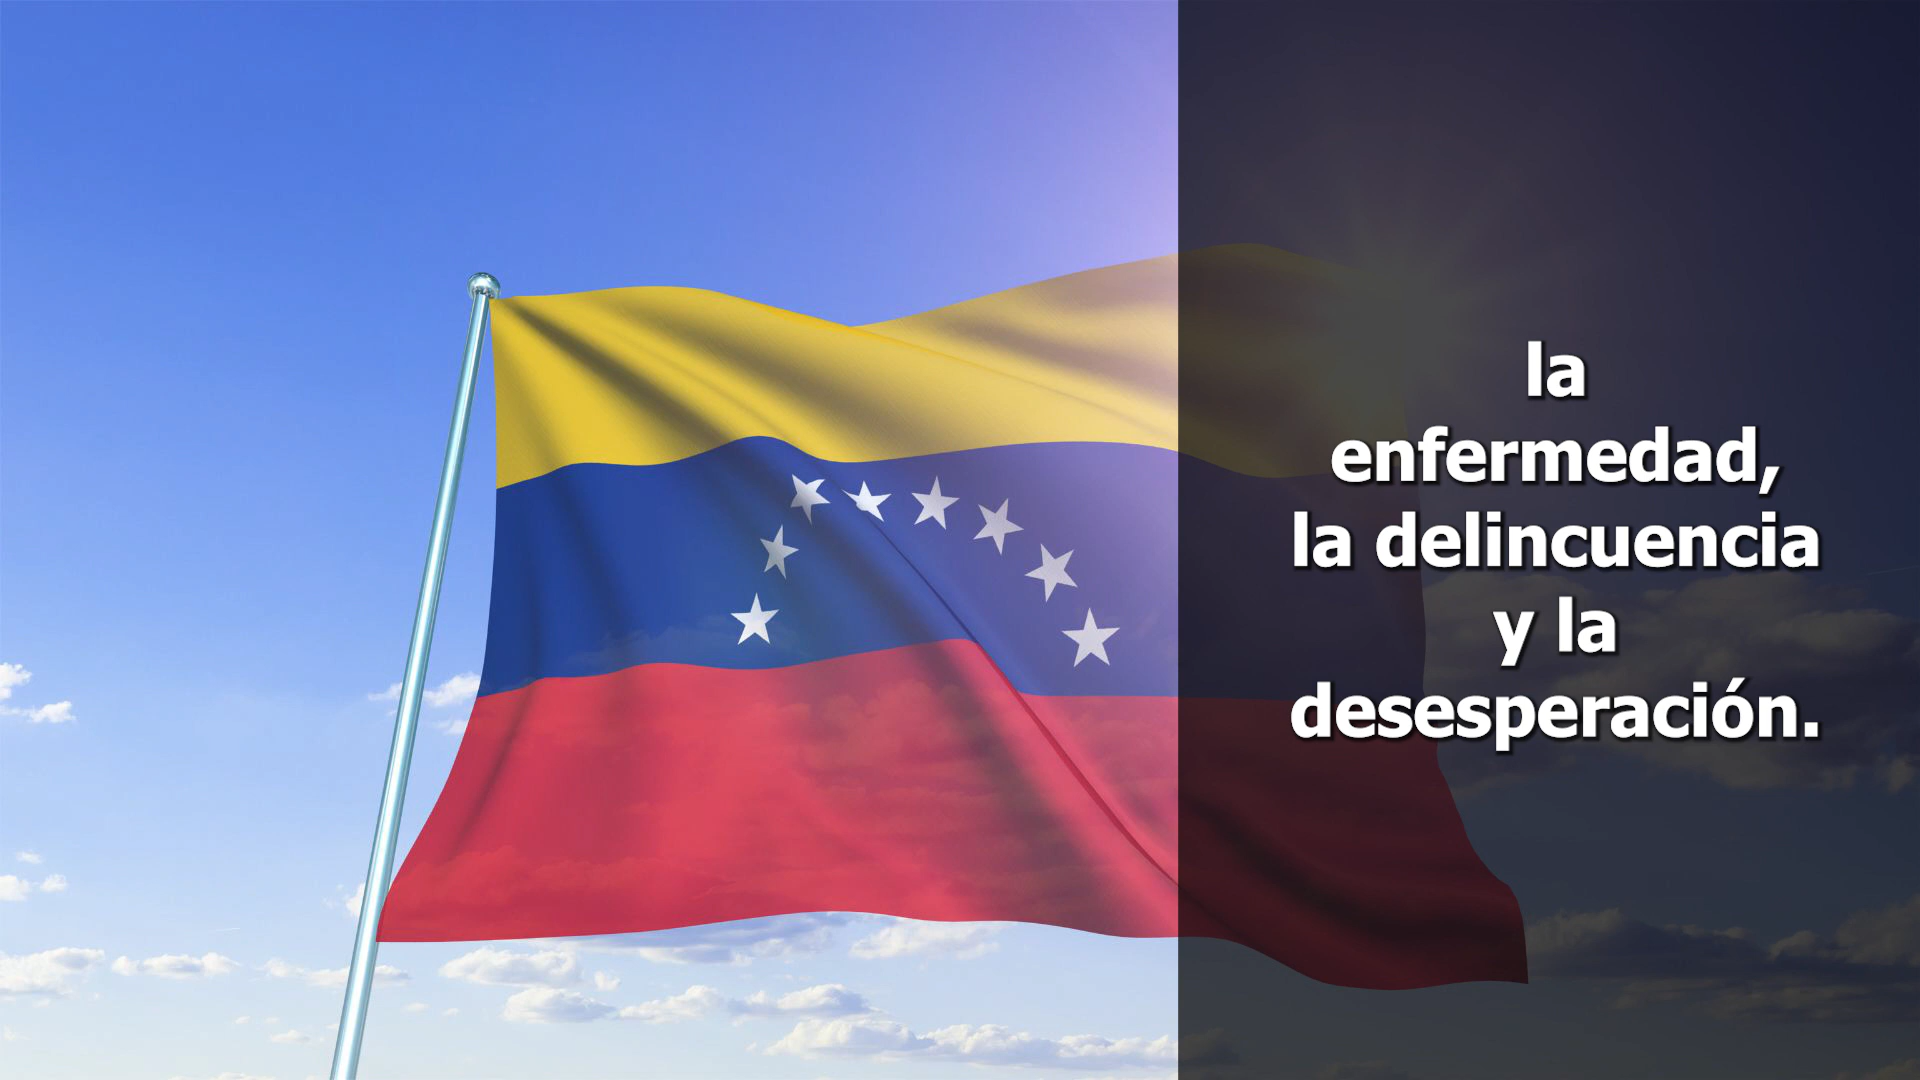 la
enfermedad,
la delincuencia
y la
desesperación.